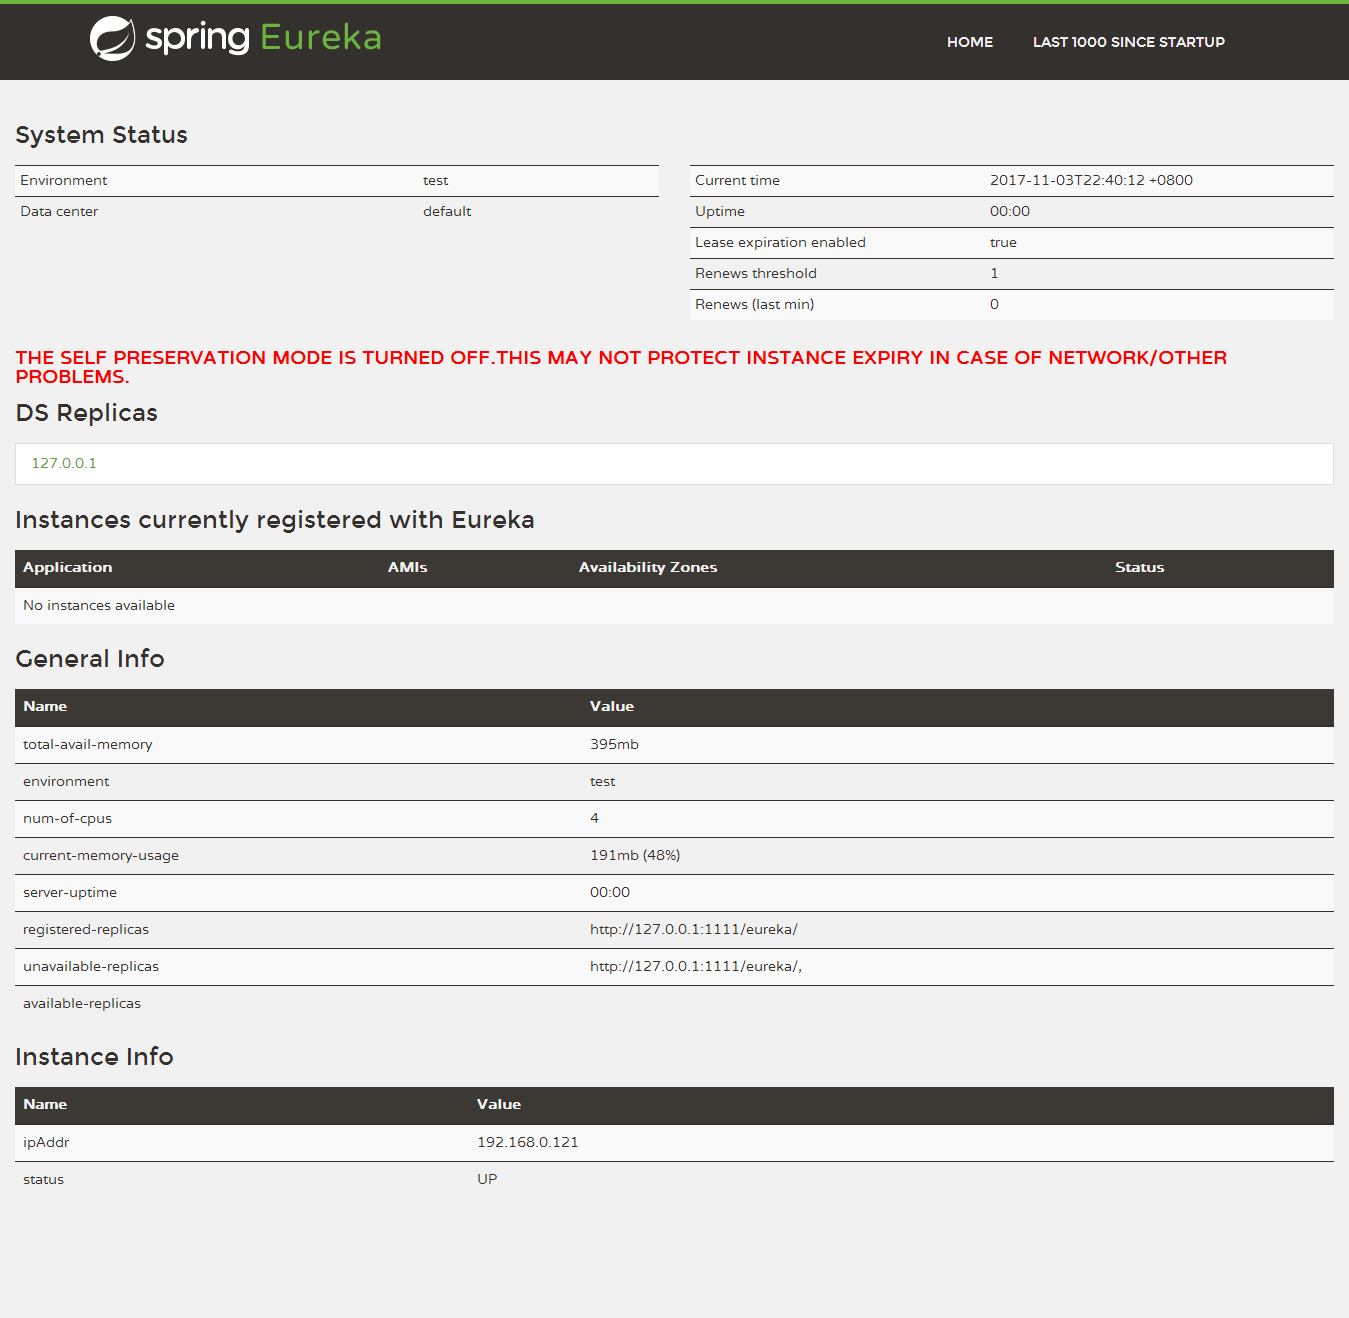 spring Eureka
HOME LAST 1000 SINCE STARTUP
System Status
Environment test
Data center default
Current time 2017-11-03T22:40:12 +0800
Uptime 00:00
Lease expiration enabled true
Renews threshold 1
Renews (last min) 0
THE SELF PRESERVATION MODE IS TURNED OFF.THIS MAY NOT PROTECT INSTANCE EXPIRY IN CASE OF NETWORK/OTHER
PROBLEMS.
DS Replicas
127.0.0.1
Instances currently registered with Eureka
Application AMIs Availability Zones Status
No instances available
General Info
Name Value
total-avail-memory 395mb
environment test
num-of-cpus 4
current-memory-usage 191mb (48%)
server-uptime 00:00
registered-replicas http://127.0.0.1:1111/eureka/
unavailable-replicas http://127.0.0.1:1111/eureka/,
available-replicas
Instance Info
Name Value
ipAddr 192.168.0.121
status UP